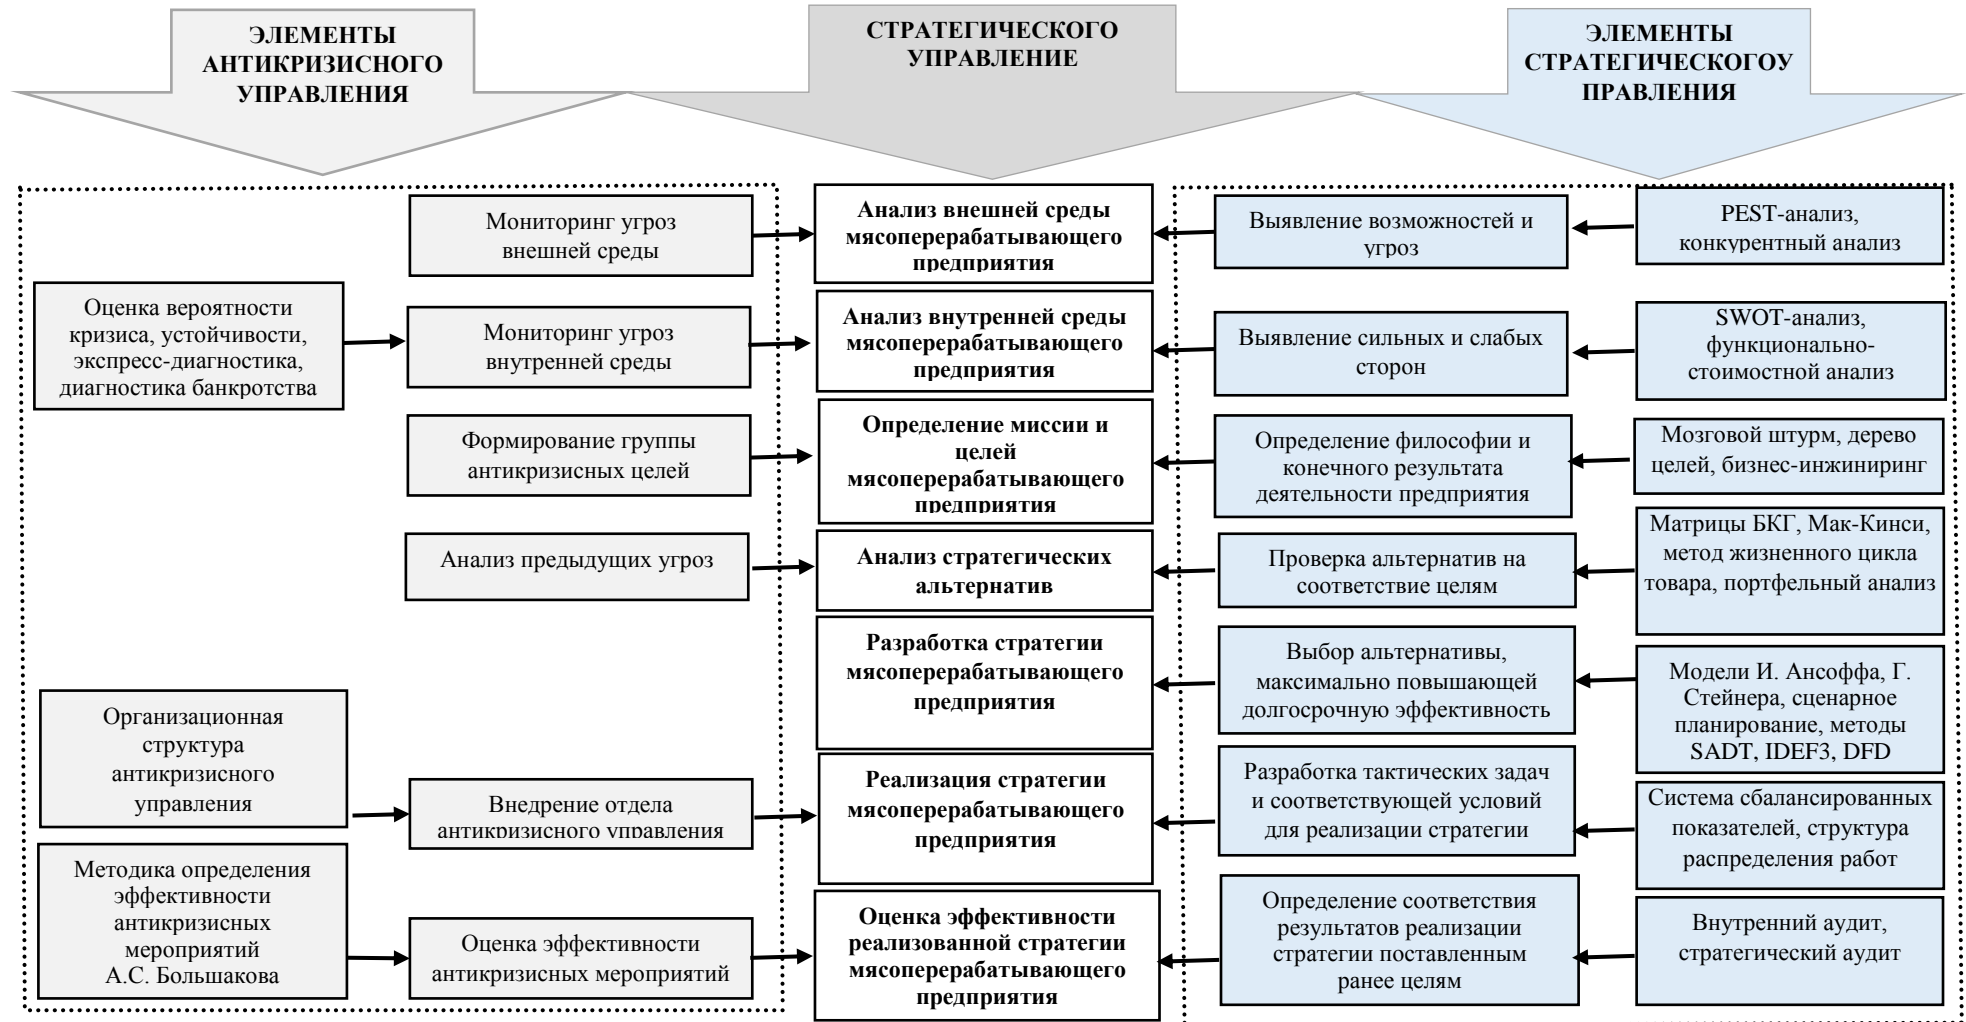 ЭЛЕМЕНТЫ
АНТИКРИЗИСНОГО
УПРАВЛЕНИЯ
СТРАТЕГИЧЕСКОГО
УПРАВЛЕНИЕ
ЭЛЕМЕНТЫ
СТРАТЕГИЧЕСКОГОУ
ПРАВЛЕНИЯ
Мониторинг угроз
внешней среды
Анализ внешней среды
мясоперерабатывающего
предприятия
Выявление возможностей и
угроз
PEST-анализ,
конкурентный анализ
Оценка вероятности
кризиса, устойчивости,
экспресс-диагностика,
диагностика банкротства
Мониторинг угроз
внутренней среды
Анализ внутренней среды
мясоперерабатывающего
предприятия
Выявление сильных и слабых
сторон
SWOT-анализ,
функционально-
стоимостной анализ
Формирование группы
антикризисных целей
Определение миссии и
целей
мясоперерабатывающего
предприятия
Определение философии и
конечного результата
деятельности предприятия
Мозговой штурм, дерево
целей, бизнес-инжиниринг
Анализ предыдущих угроз
Анализ стратегических
альтернатив
Проверка альтернатив на
соответствие целям
Матрицы БКГ, Мак-Кинси,
метод жизненного цикла
товара, портфельный анализ
Разработка стратегии
мясоперерабатывающего
предприятия
Выбор альтернативы,
максимально повышающей
долгосрочную эффективность
Модели И. Ансоффа, Г.
Стейнера, сценарное
планирование, методы
SADT, IDEF3, DFD
Организационная
структура
антикризисного
управления
Внедрение отдела
антикризисного управления
Реализация стратегии
мясоперерабатывающего
предприятия
Разработка тактических задач
и соответствующей условий
для реализации стратегии
Система сбалансированных
показателей, структура
распределения работ
Методика определения
эффективности
антикризисных
мероприятий
А.С. Большакова
Оценка эффективности
антикризисных мероприятий
Оценка эффективности
реализованной стратегии
мясоперерабатывающего
предприятия
Определение соответствия
результатов реализации
стратегии поставленным
ранее целям
Внутренний аудит,
стратегический аудит